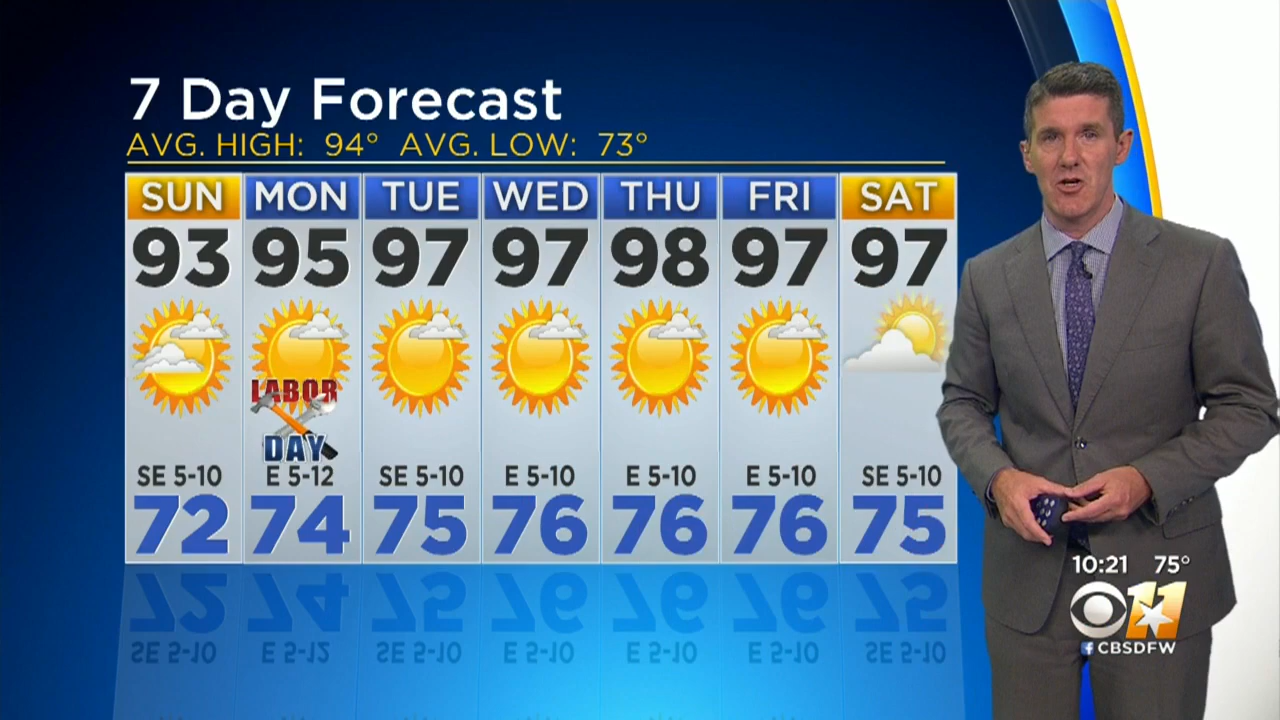 7 Day Forecast
AVG. HIGH: 94° AVG. LOW: 73°
SUN MON TUE WED THU FRI SAT
93 95 97 97 98 97 97
LABOR
DAY
SE 5-10 E 5-12 SE 5-10 E 5-10 E 5-10 E 5-10 SE 5-10
72 74 75 76 76 76 75
10:21 75°
11
f CBSDFW